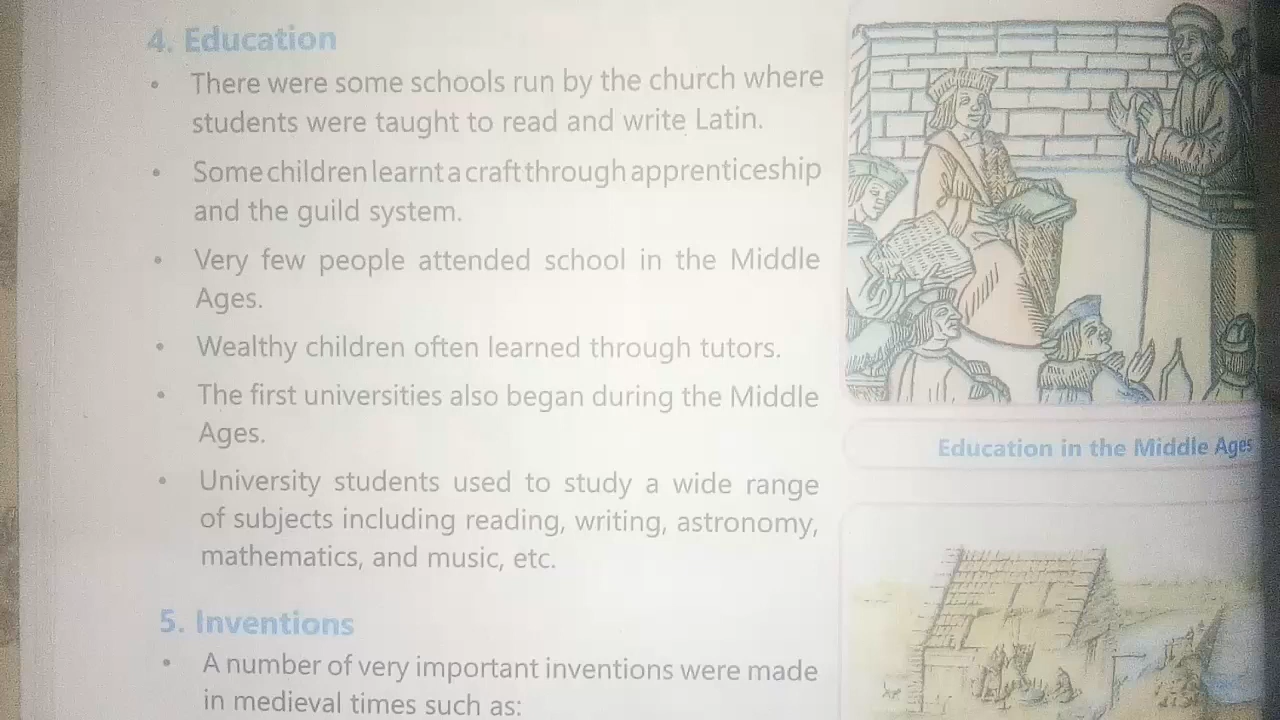 4. Education
• There were some schools run by the church where
students were taught to read and write Latin.
• Some children learnt a craft through apprenticeship
and the guild system.
• Very few people attended school in the Middle
Ages.
• Wealthy children often learned through tutors.
• The first universities also began during the Middle
Ages.
• University students used to study a wide range
of subjects including reading, writing, astronomy,
mathematics, and music, etc.
5. Inventions
• A number of very important inventions were made
in medieval times such as:
Education in the Middle Ages